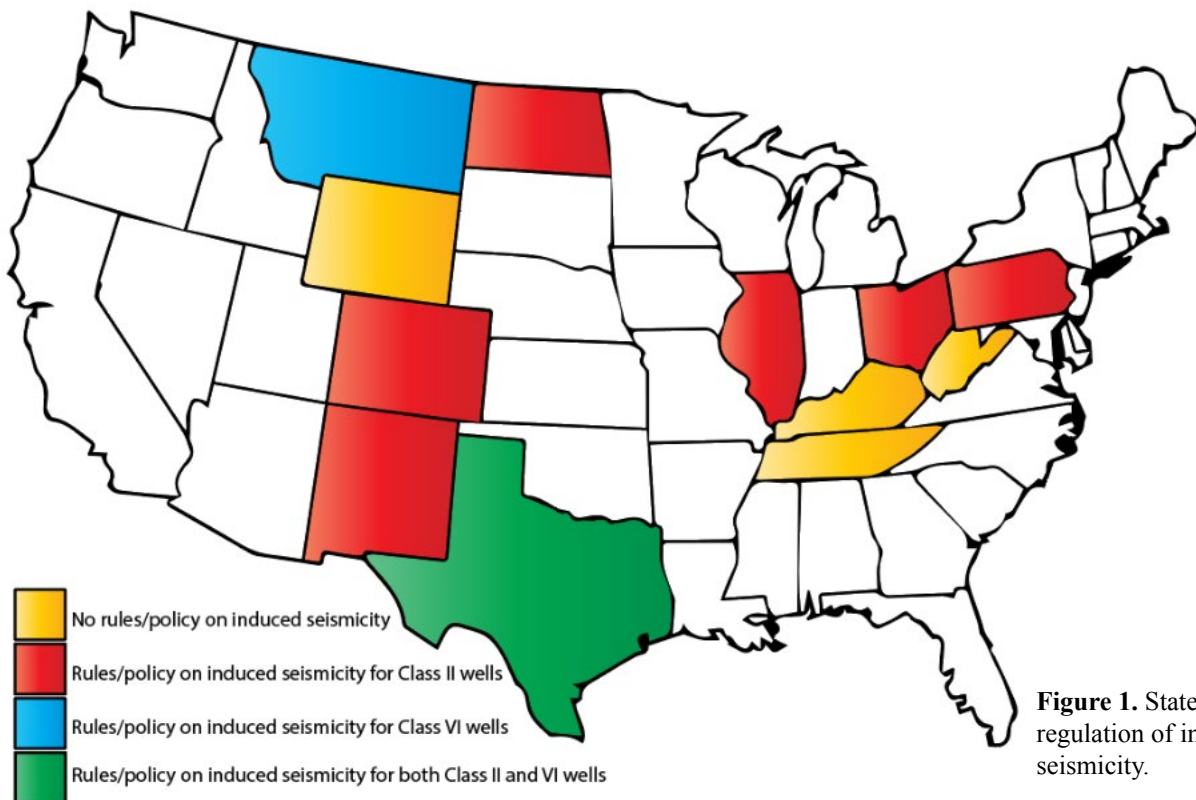 No rules/policy on induced seismicity
Rules/policy on induced seismicity for Class II wells
Rules/policy on induced seismicity for Class VI wells
Rules/policy on induced seismicity for both Class II and VI wells
Figure 1. State
regulation of in
seismicity.